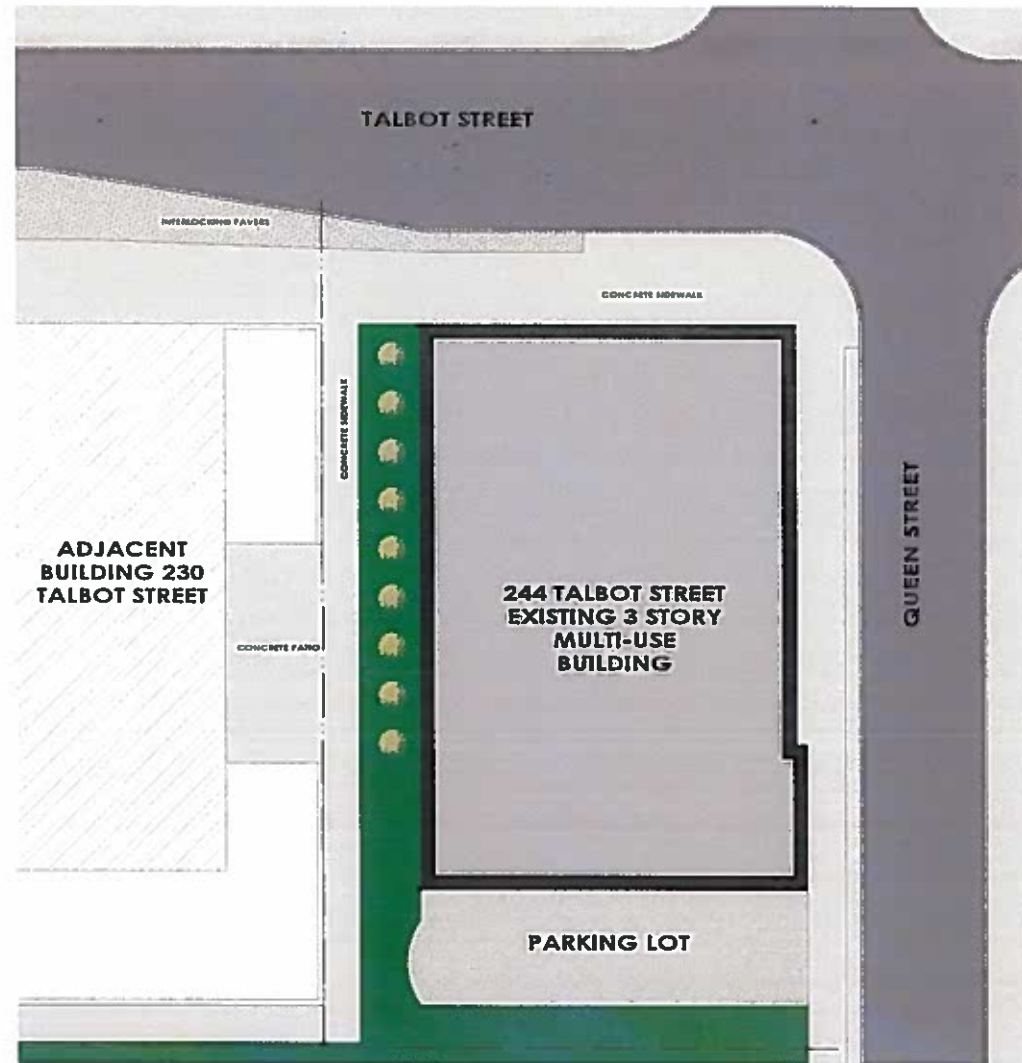 TALBOT STREET
INTERLOCKING PAVERS
CONCRETE SIDEWALK
CONCRETE SIDEWALK
QUEEN STREET
ADJACENT
BUILDING 230
TALBOT STREET
244 TALBOT STREET
EXISTING 3 STORY
MULTI-USE
BUILDING
CONCRETE PATIO
PARKING LOT